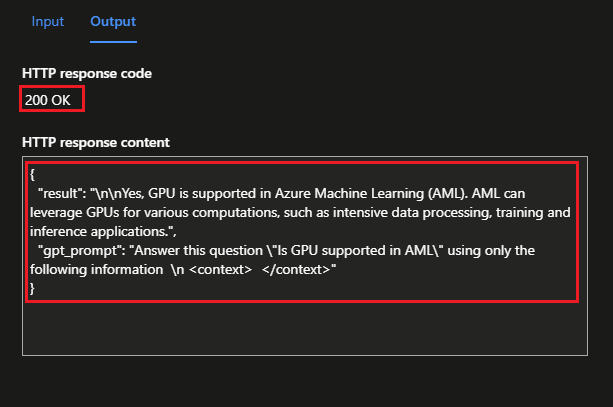 Input Output
HTTP response code
200 OK
HTTP response content
{
"result": "\n\nYes, GPU is supported in Azure Machine Learning (AML). AML can
leverage GPUs for various computations, such as intensive data processing, training and
inference applications.",
"gpt_prompt": "Answer this question \"Is GPU supported in AML\" using only the
following information \n <context> </context>"
}